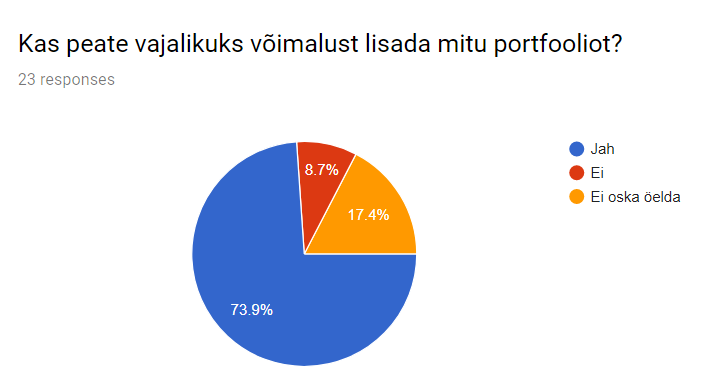 Kas peate vajalikuks võimalust lisada mitu portfooliot?
23 responses
Jah
Ei
Ei oska öelda
8.7%
17.4%
73.9%